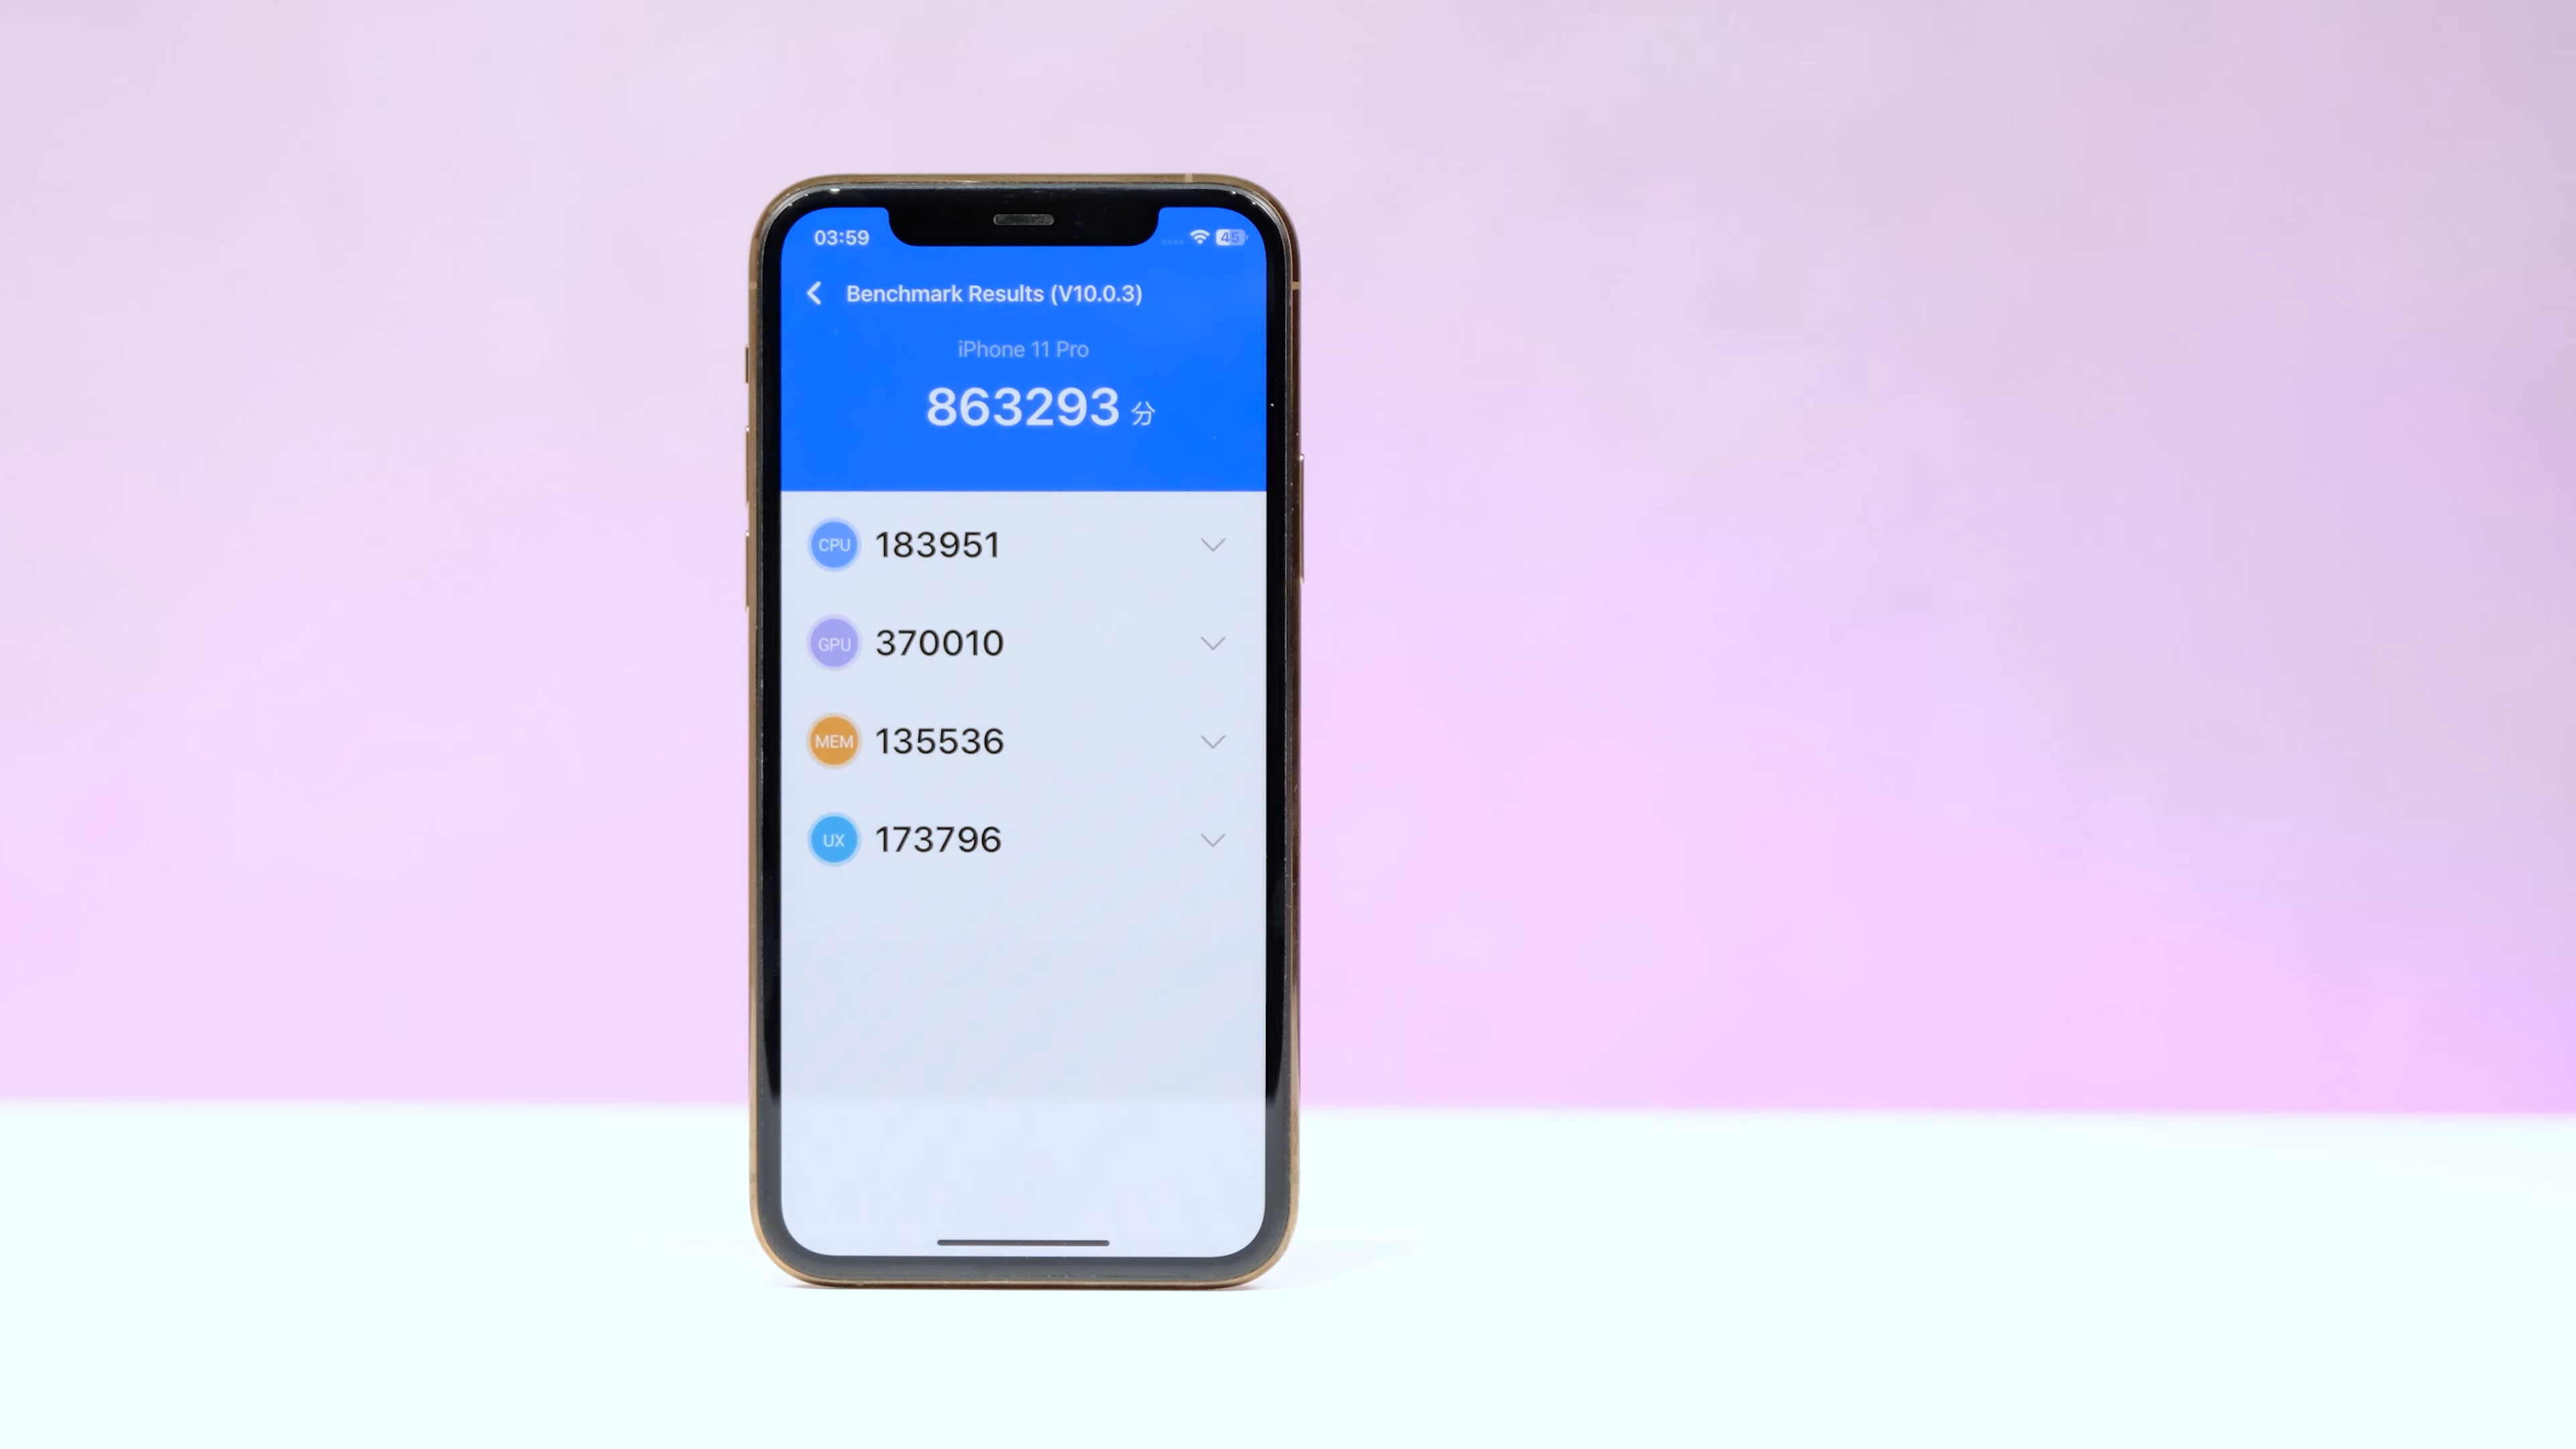 03:59 45
Benchmark Results (V10.0.3)
iPhone 11 Pro
863293 分
CPU 183951
GPU 370010
MEM 135536
UX 173796